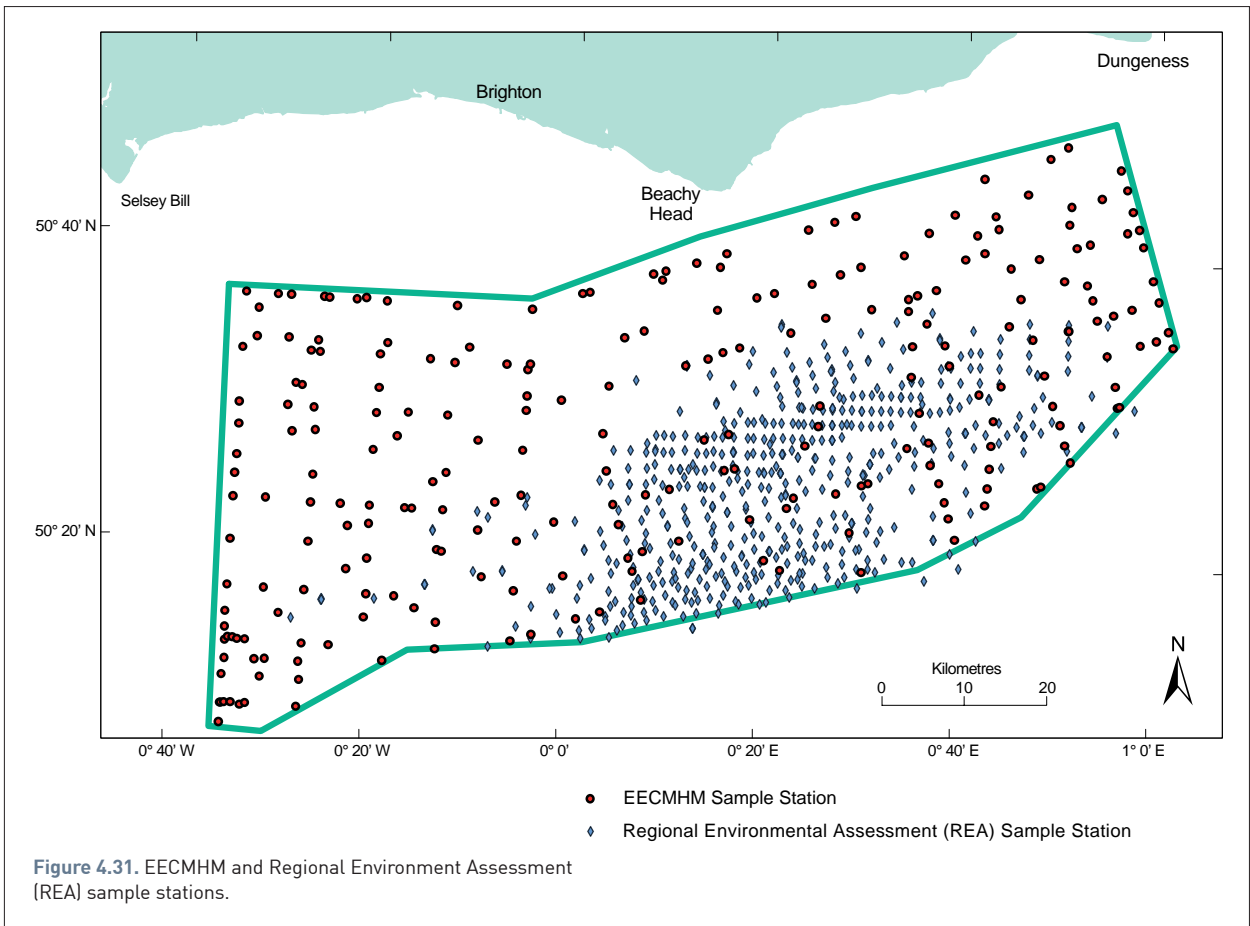 Dungeness
Brighton
Selsey Bill
Beachy
Head
50° 40' N
50° 20' N
N
Kilometres
0 10 20
0° 40' W 0° 20' W 0° 0' 0° 20' E 0° 40' E 1° 0' E
EECMHM Sample Station
Regional Environmental Assessment (REA) Sample Station
Figure 4.31. EECMHM and Regional Environment Assessment
(REA) sample stations.